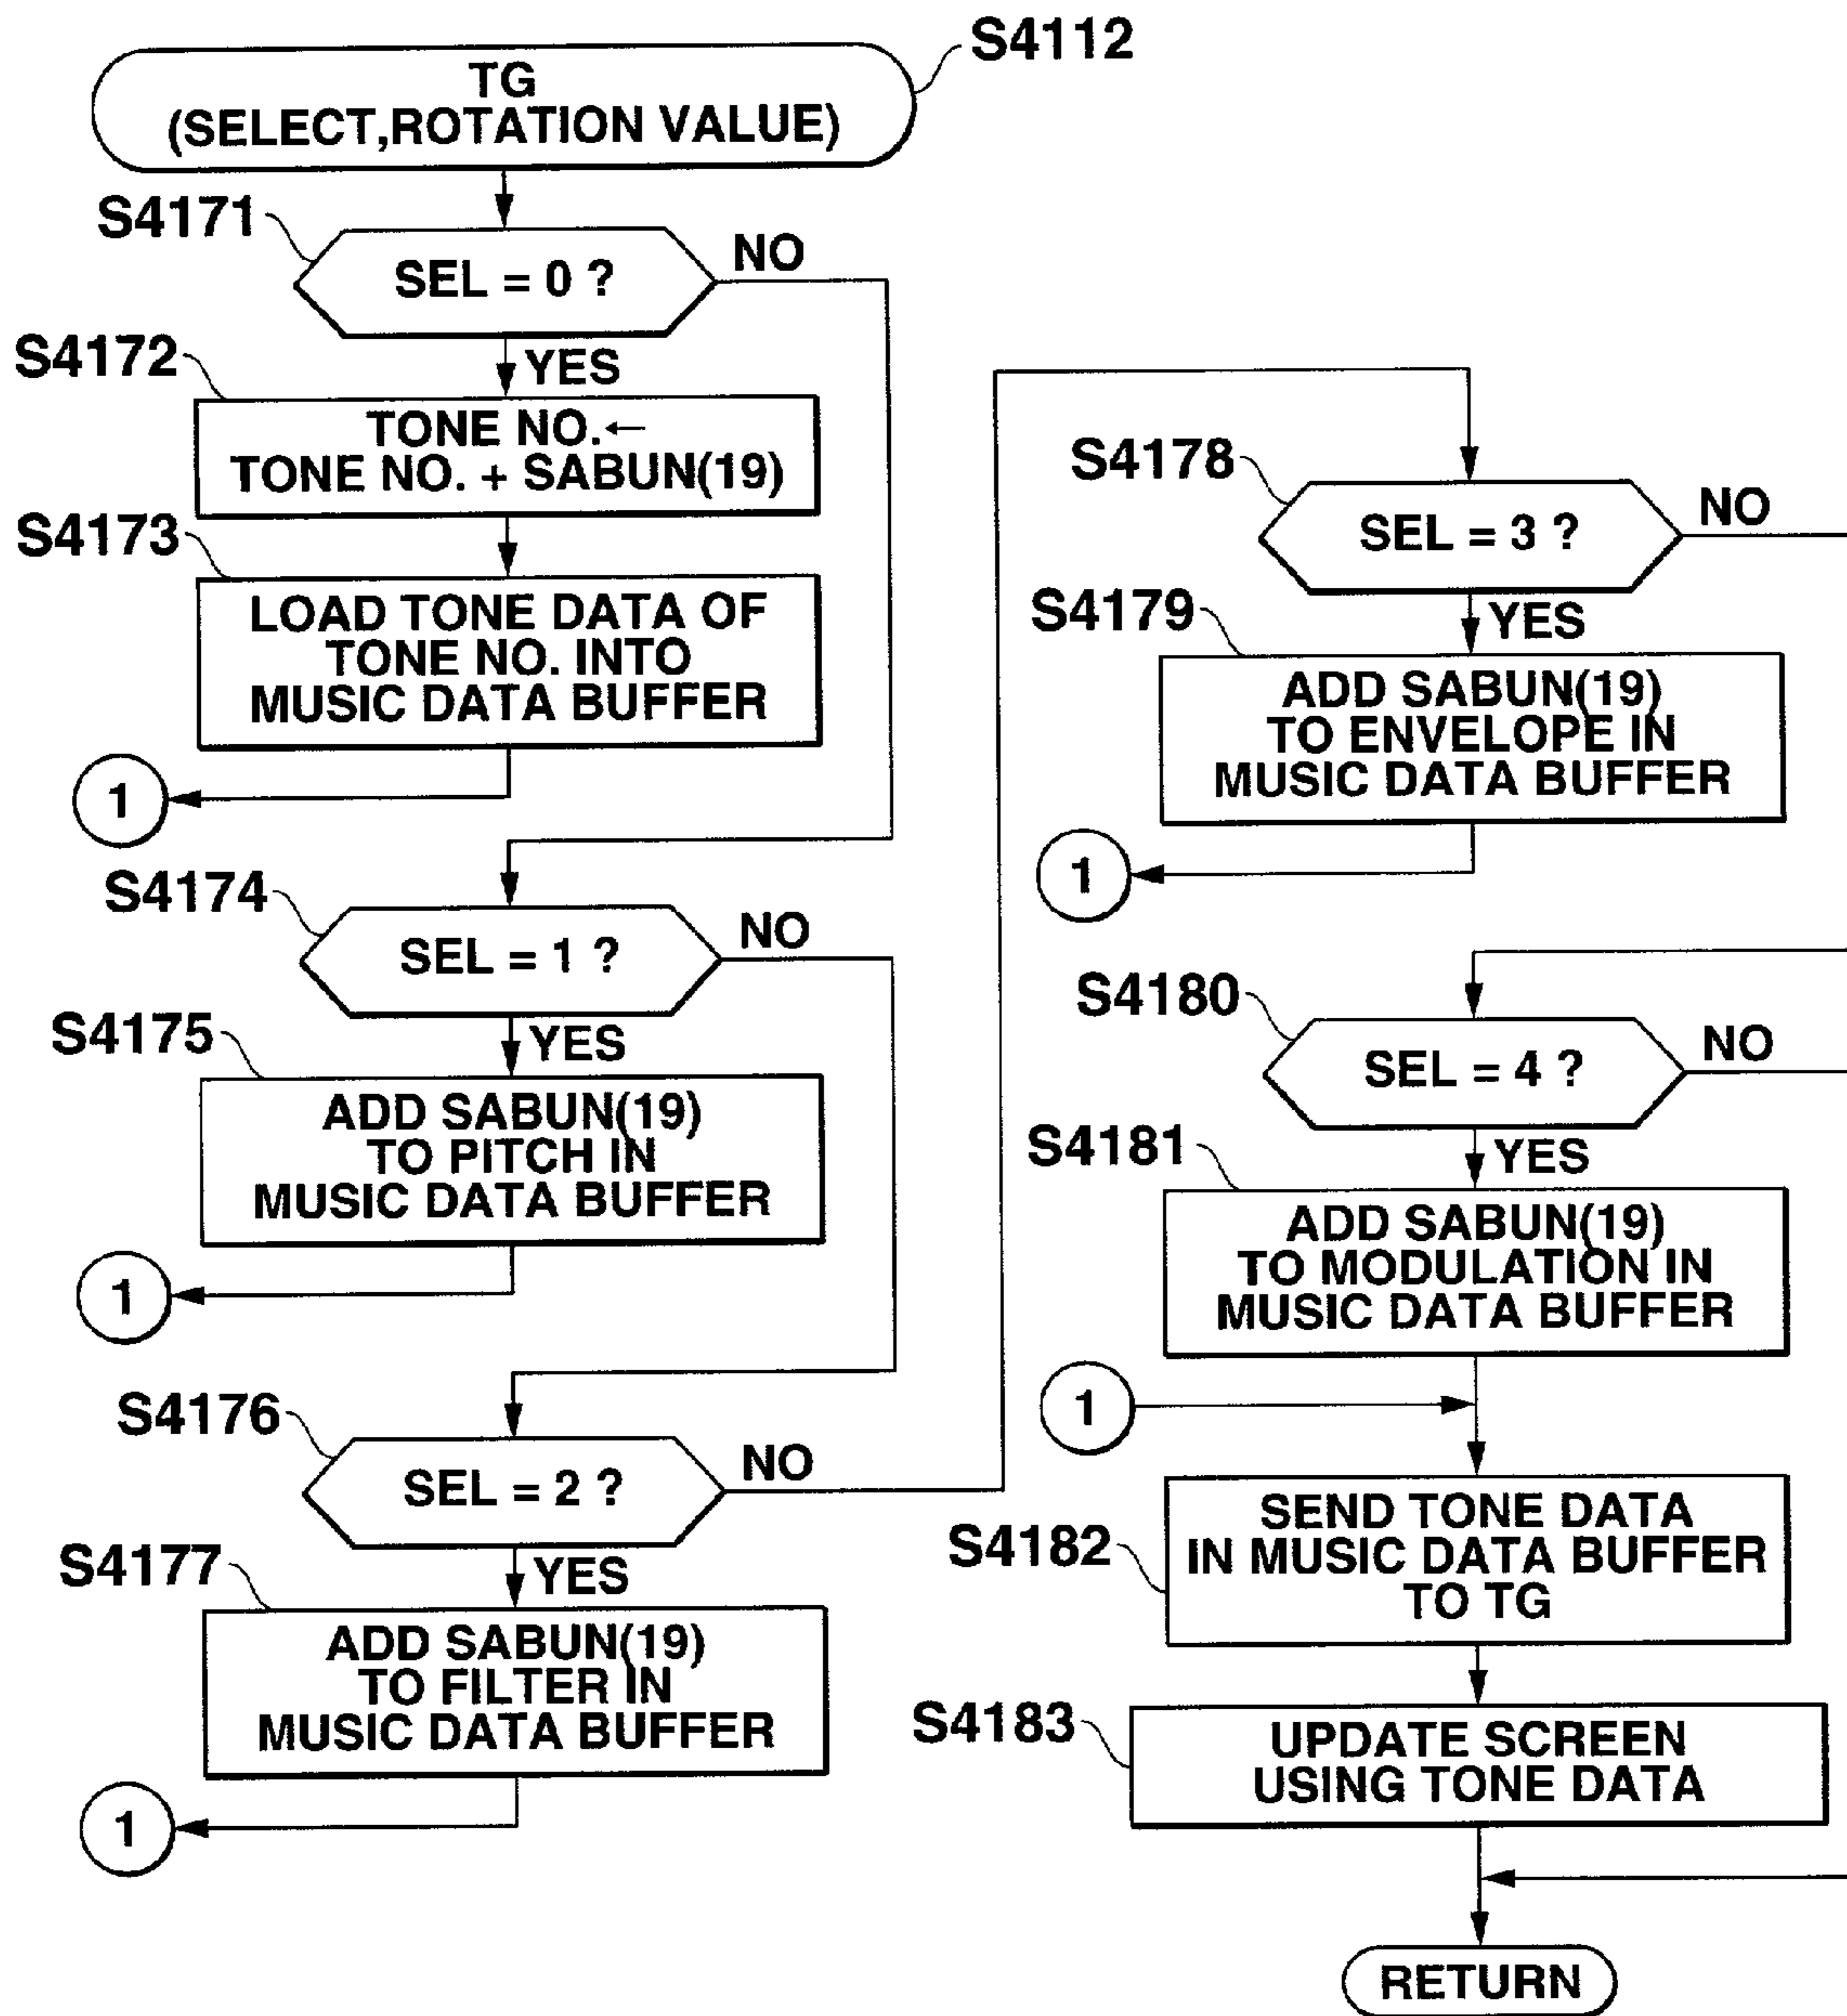 S4112
TG
(SELECT,ROTATION VALUE)
S4171
SEL = 0 ?
NO
YES
S4172
TONE NO.←
TONE NO. + SABUN(19)
S4173
LOAD TONE DATA OF
TONE NO. INTO
MUSIC DATA BUFFER
1
S4174
SEL = 1 ?
NO
YES
S4175
ADD SABUN(19)
TO PITCH IN
MUSIC DATA BUFFER
1
S4176
SEL = 2 ?
NO
YES
S4177
ADD SABUN(19)
TO FILTER IN
MUSIC DATA BUFFER
1
S4178
SEL = 3 ?
NO
YES
S4179
ADD SABUN(19)
TO ENVELOPE IN
MUSIC DATA BUFFER
1
S4180
SEL = 4 ?
NO
YES
S4181
ADD SABUN(19)
TO MODULATION IN
MUSIC DATA BUFFER
1
S4182
SEND TONE DATA
IN MUSIC DATA BUFFER
TO TG
S4183
UPDATE SCREEN
USING TONE DATA
RETURN